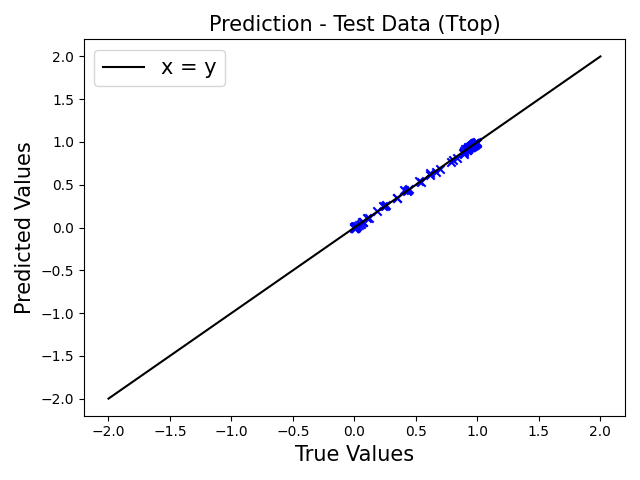 Prediction - Test Data (Ttop)
x = y
Predicted Values
2.0
1.5
1.0
0.5
0.0
−0.5
−1.0
−1.5
−2.0
−2.0 −1.5 −1.0 −0.5 0.0 0.5 1.0 1.5 2.0
True Values